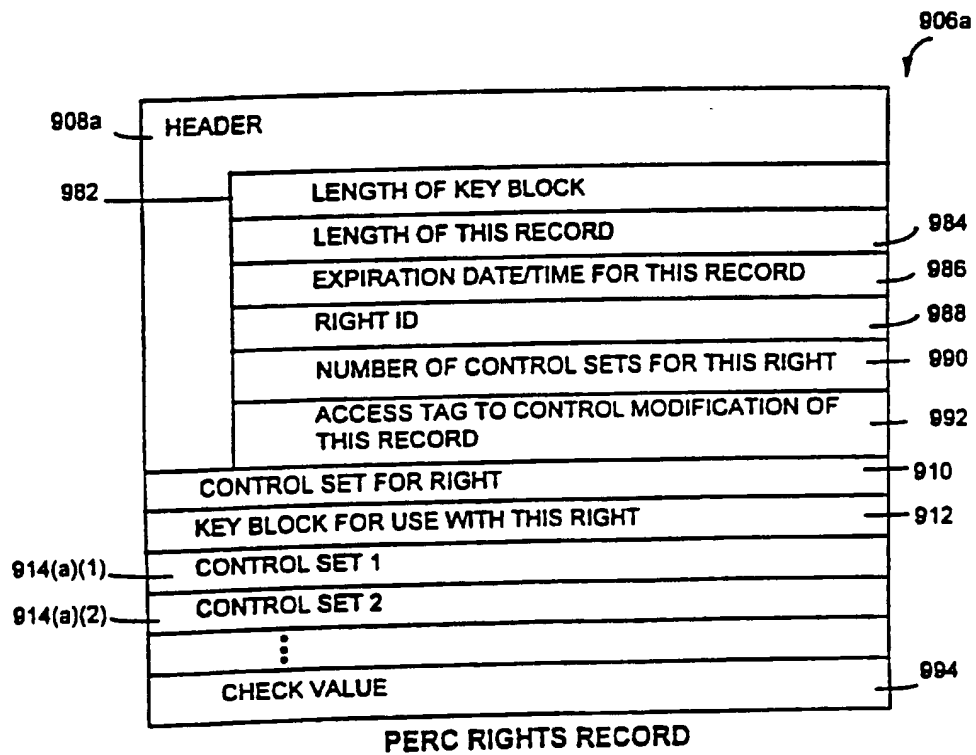 906a
908a HEADER
982 LENGTH OF KEY BLOCK
LENGTH OF THIS RECORD 984
EXPIRATION DATE/TIME FOR THIS RECORD 986
RIGHT ID 988
NUMBER OF CONTROL SETS FOR THIS RIGHT 990
ACCESS TAG TO CONTROL MODIFICATION OF
THIS RECORD 992
CONTROL SET FOR RIGHT 910
KEY BLOCK FOR USE WITH THIS RIGHT 912
914(a)(1) CONTROL SET 1
914(a)(2) CONTROL SET 2
CHECK VALUE 994
PERC RIGHTS RECORD